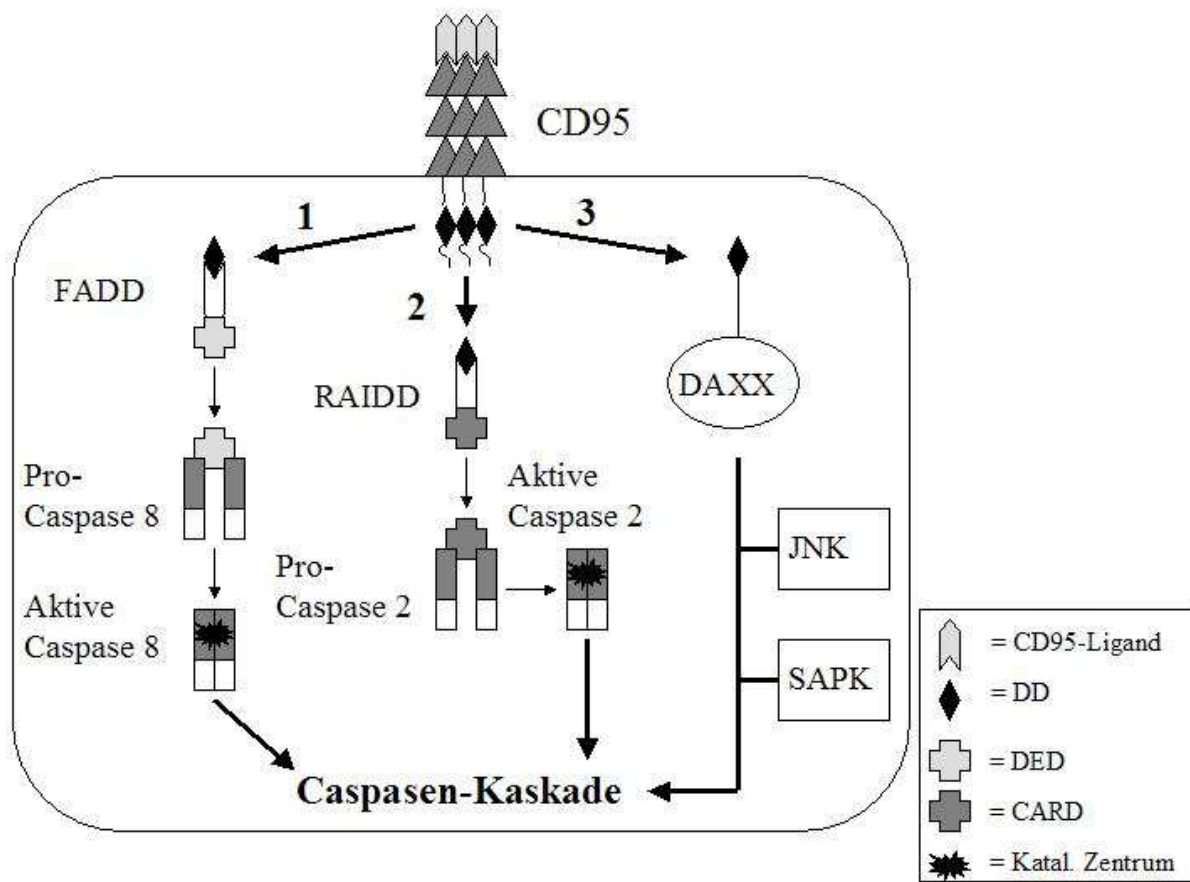 CD95
1
3
FADD
2
RAIDD
DAXX
Pro-
Caspase 8
Aktive
Caspase 2
JNK
Pro-
Caspase 2
Aktive
Caspase 8
SAPK
Caspasen-Kaskade
= CD95-Ligand
= DD
= DED
= CARD
= Katal. Zentrum